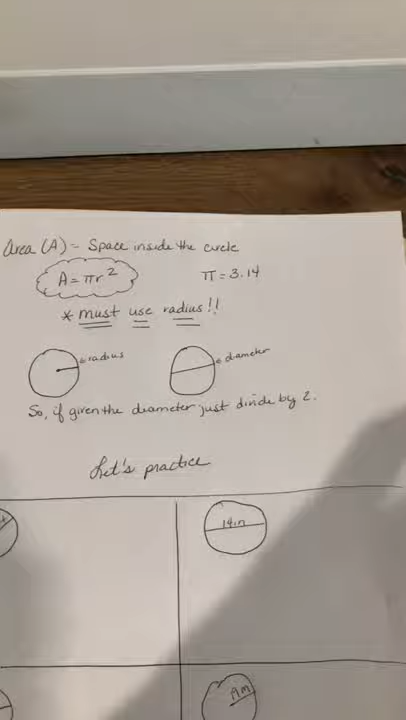 Area (A) = Space inside the circle
A = πr²
π = 3.14
* must use radius!!
radius
diameter
So, if given the diameter just divide by 2.
Let's practice
14in